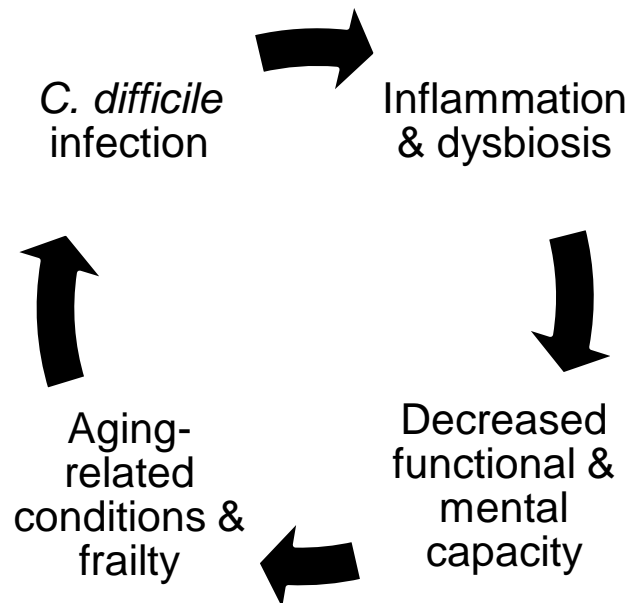 C. difficile
infection
Inflammation
& dysbiosis
Decreased
functional &
mental
capacity
Aging-
related
conditions &
frailty